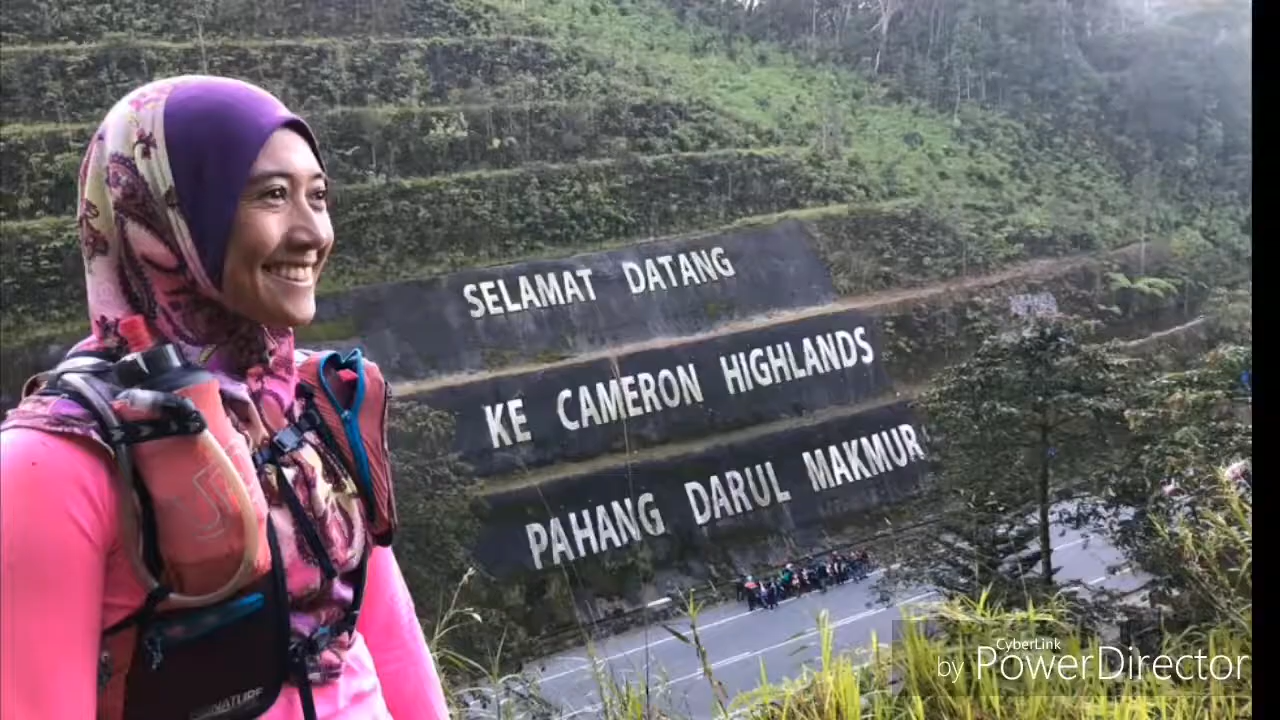 SELAMAT DATANG
KE CAMERON HIGHLANDS
PAHANG DARUL MAKMUR
CyberLink
by PowerDirector